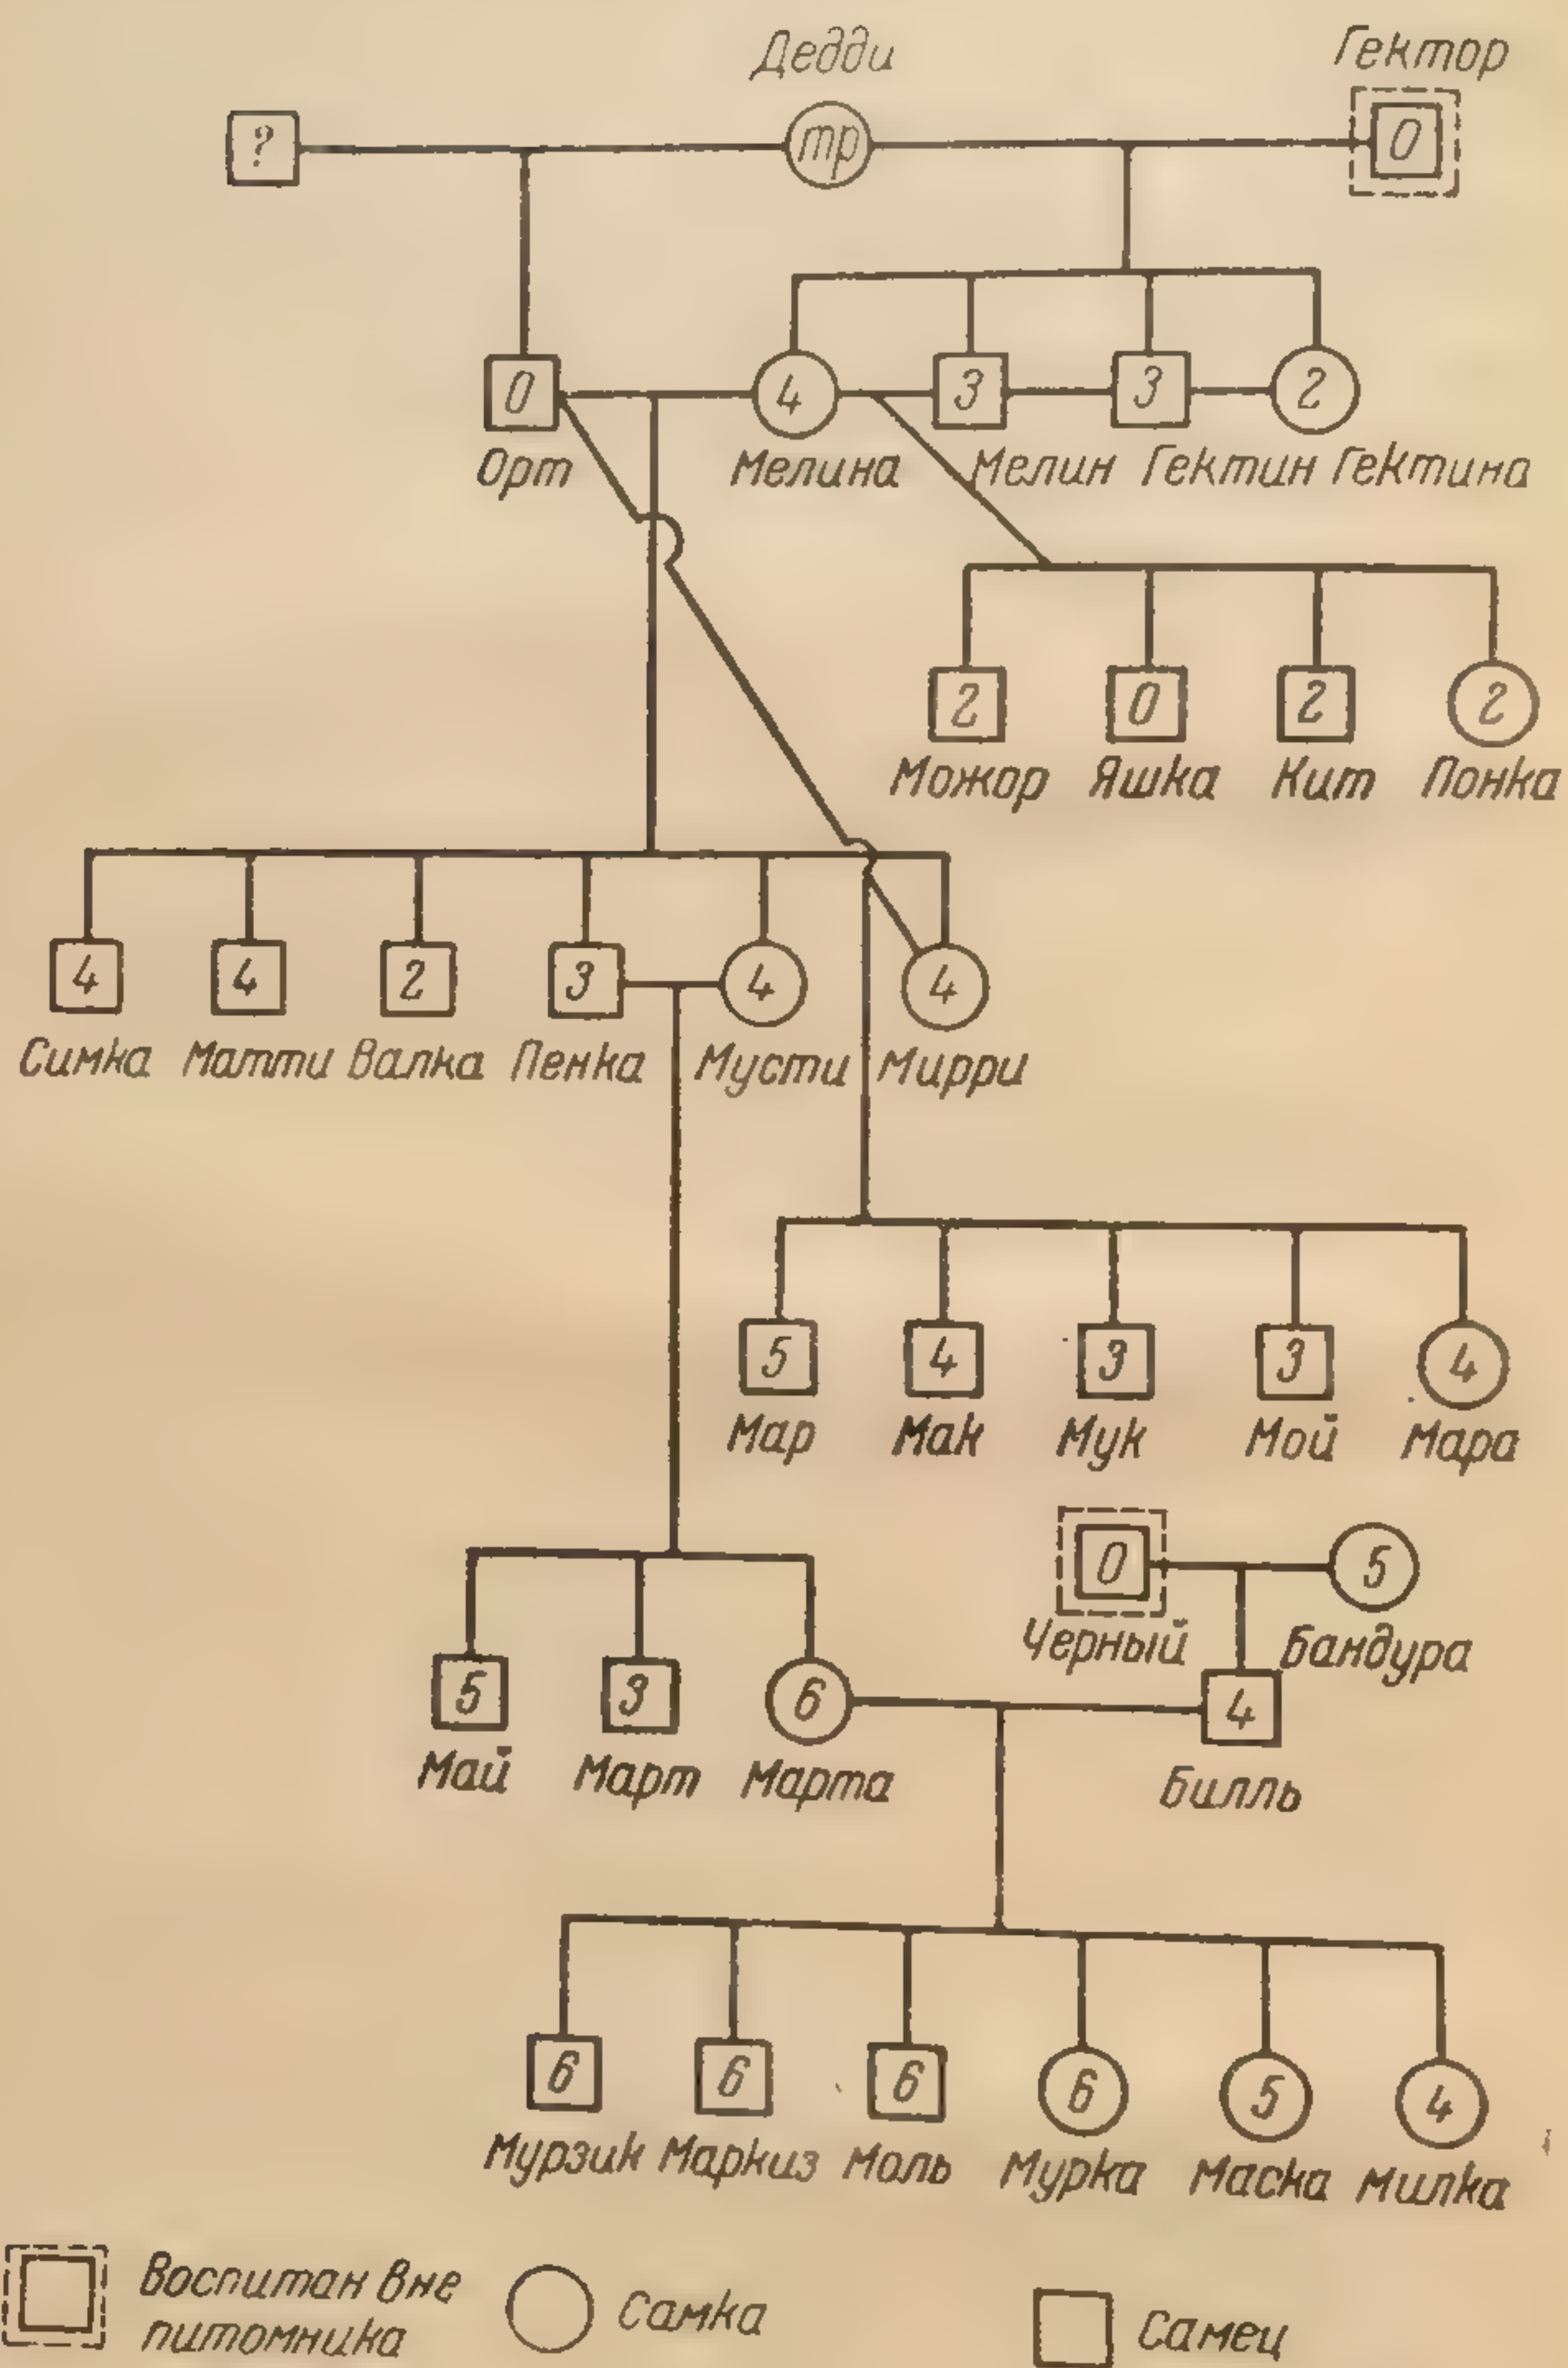 Дедди Гектор
? тр 0
0 4 3 3 2
Орт Мелина Мелин Гектин Гектина
2 0 2 2
Можор Яшка Кит Понка
4 4 2 3 4 4
Симка Матти Валка Пенка Мусти Мирри
5 4 3 3 4
Мар Мак Мук Мой Мара
0 5
Черный Бандура
5 3 6 4
Май Март Марта Билль
6 6 6 6 5 4
Мурзик Маркиз Моль Мурка Маска Милка
Воспитан вне
питомника
Самка Самец